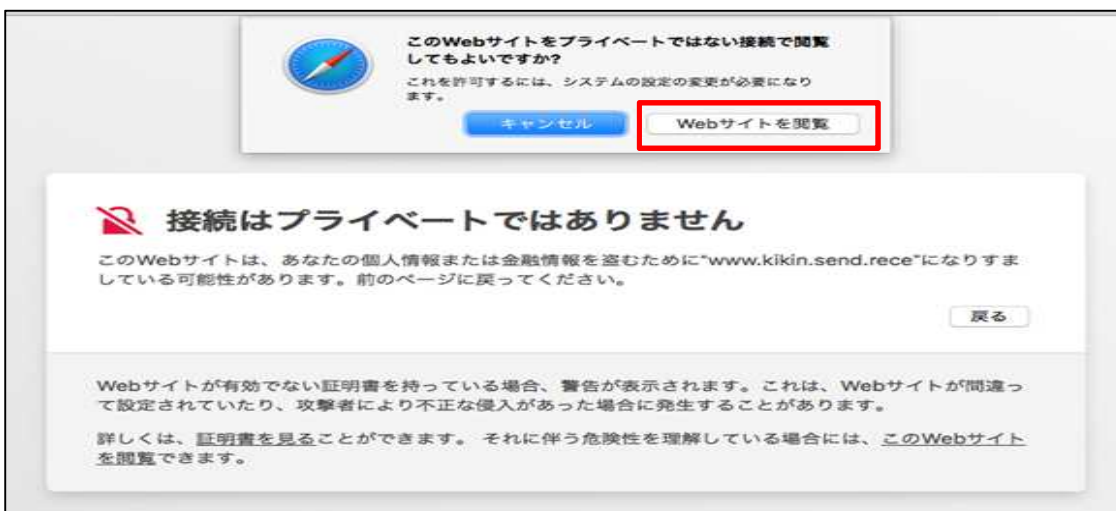 このWebサイトをプライベートではない接続で閲覧
してもよいですか?
これを許可するには、システムの設定の変更が必要になり
ます。
キャンセル
Webサイトを閲覧
接続はプライベートではありません
このWebサイトは、あなたの個人情報または金融情報を盗むために"www.kikin.send.rece"になりすま
している可能性があります。前のページに戻ってください。
戻る
Webサイトが有効でない証明書を持っている場合、警告が表示されます。これは、Webサイトが間違っ
て設定されていたり、攻撃者により不正な侵入があった場合に発生することがあります。
詳しくは、証明書を見ることができます。 それに伴う危険性を理解している場合には、このWebサイト
を閲覧できます。